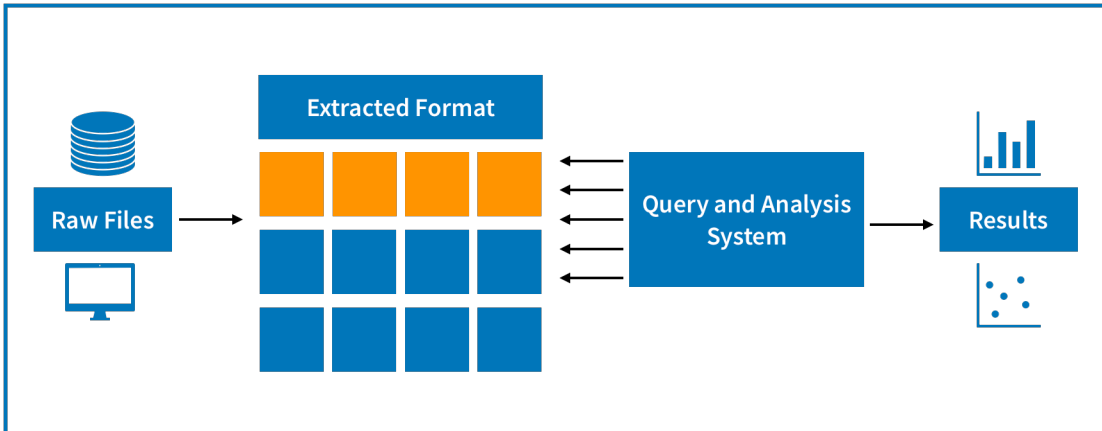 Extracted Format
Raw Files
Query and Analysis
System
Results